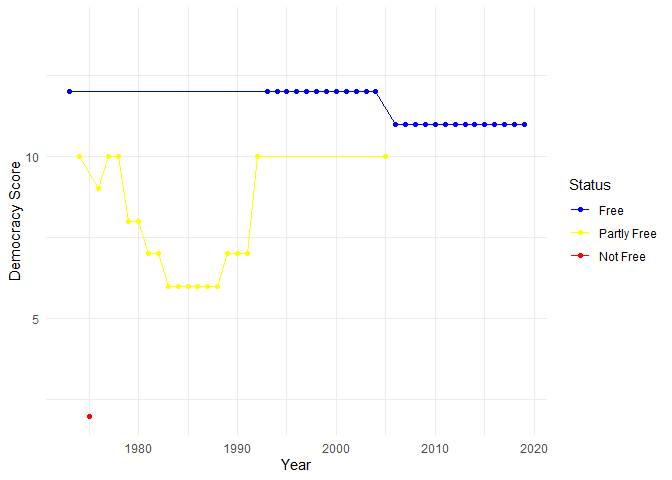 Democracy Score
10
5
1980
1990
2000
2010
2020
Year
Status
Free
Partly Free
Not Free